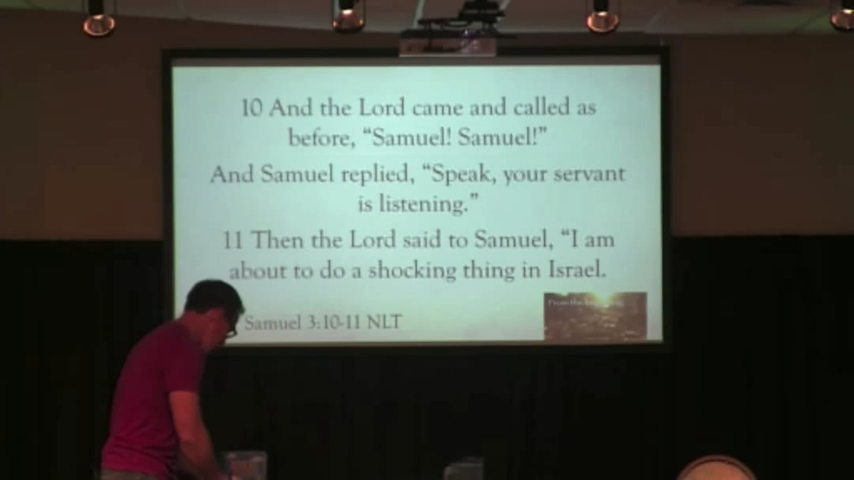 10 And the Lord came and called as
before, “Samuel! Samuel!”
And Samuel replied, “Speak, your servant
is listening.”
11 Then the Lord said to Samuel, “I am
about to do a shocking thing in Israel.
Samuel 3:10-11 NLT
From the